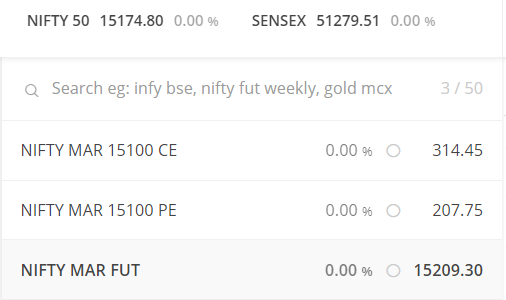 NIFTY 50 15174.80 0.00 % SENSEX 51279.51 0.00 %
Search eg: infy bse, nifty fut weekly, gold mcx 3 / 50
NIFTY MAR 15100 CE 0.00 % 314.45
NIFTY MAR 15100 PE 0.00 % 207.75
NIFTY MAR FUT 0.00 % 15209.30